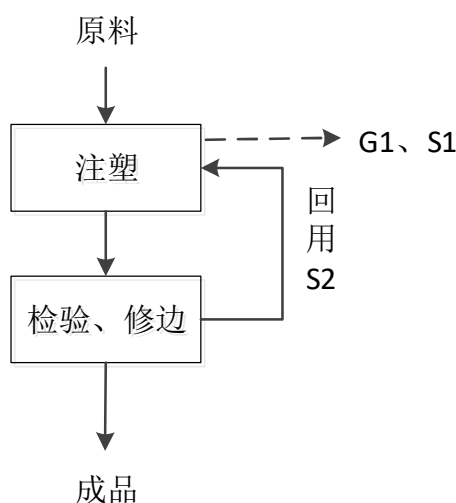 原料
注塑
G1、S1
回
用
S2
检验、修边
成品